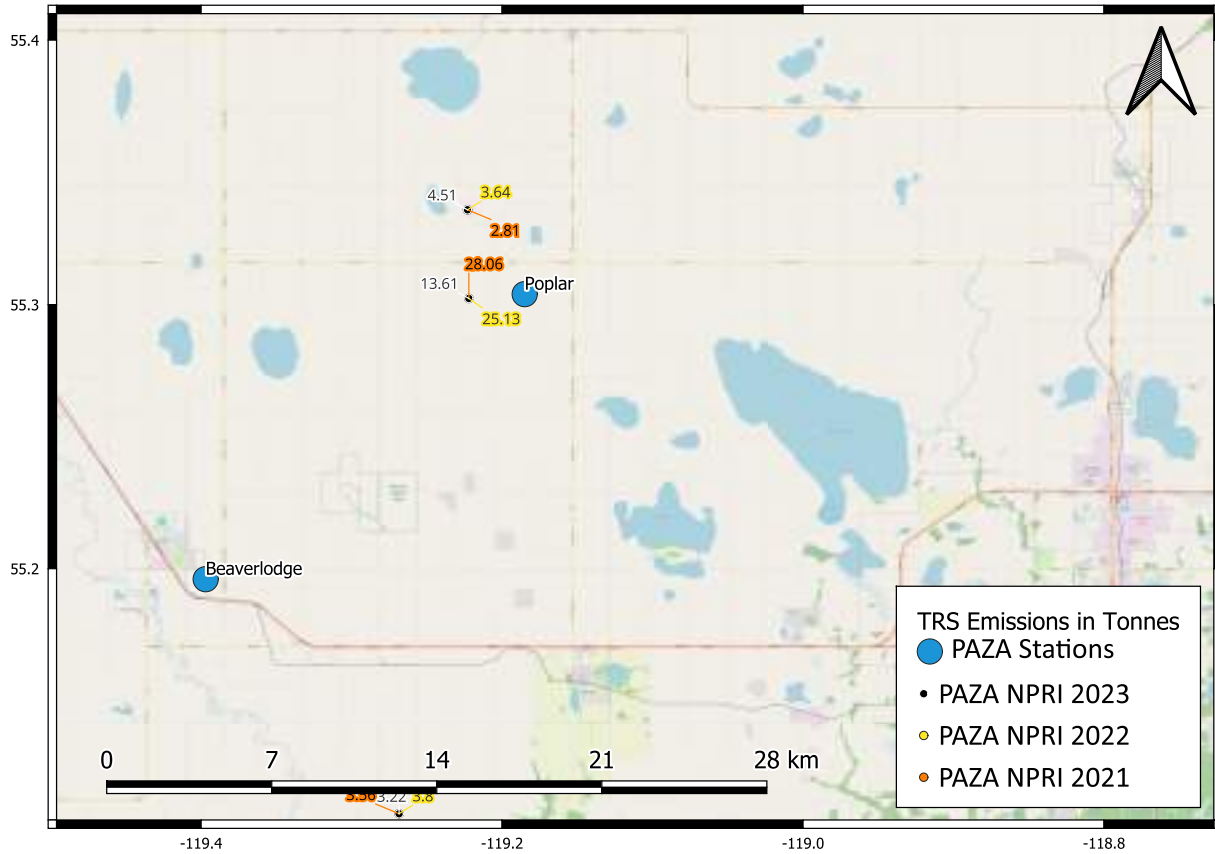 55.4
4.51
3.64
2.81
28.06
Poplar
13.61
55.3
25.13
55.2
Beaverlodge
TRS Emissions in Tonnes
PAZA Stations
PAZA NPRI 2023
PAZA NPRI 2022
PAZA NPRI 2021
0 7 14 21 28 km
3.56 3.22 3.8
-119.4 -119.2 -119.0 -118.8